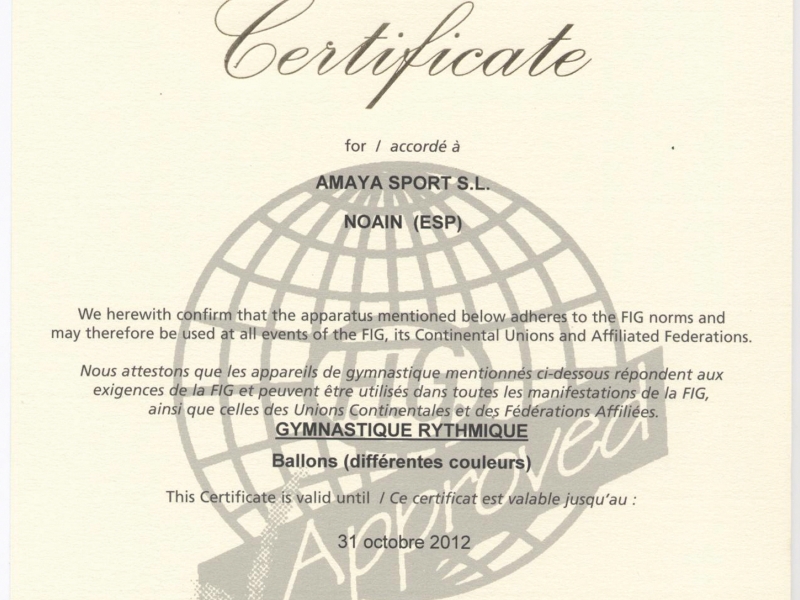 Certificate
for / accordé à
AMAYA SPORT S.L.
NOAIN (ESP)
We herewith confirm that the apparatus mentioned below adheres to the FIG norms and
may therefore be used at all events of the FIG, its Continental Unions and Affiliated Federations.
Nous attestons que les appareils de gymnastique mentionnés ci-dessous répondent aux
exigences de la FIG et peuvent être utilisés dans toutes les manifestations de la FIG,
ainsi que celles des Unions Continentales et des Fédérations Affiliées.
GYMNASTIQUE RYTHMIQUE
Ballons (différentes couleurs)
This Certificate is valid until / Ce certificat est valable jusqu'au :
31 octobre 2012
FIG
Approved